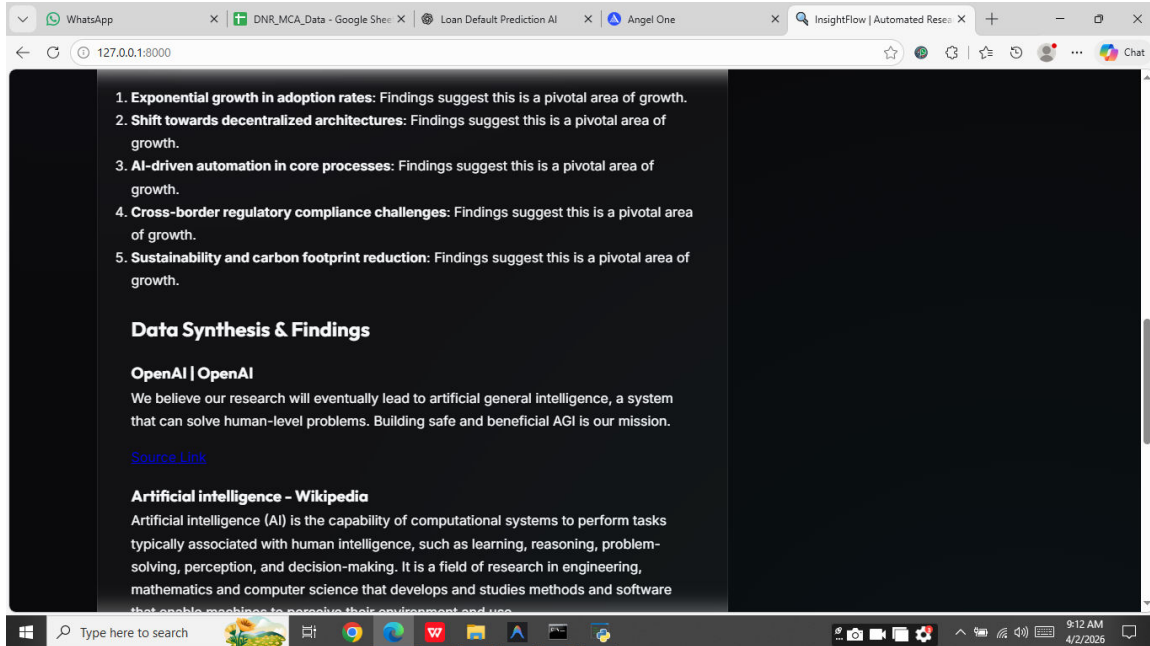 WhatsApp
DNR_MCA_Data - Google Shee
Loan Default Prediction AI
Angel One
InsightFlow | Automated Resea
127.0.0.1:8000
Chat
1. Exponential growth in adoption rates: Findings suggest this is a pivotal area of growth.
2. Shift towards decentralized architectures: Findings suggest this is a pivotal area of
growth.
3. AI-driven automation in core processes: Findings suggest this is a pivotal area of
growth.
4. Cross-border regulatory compliance challenges: Findings suggest this is a pivotal area
of growth.
5. Sustainability and carbon footprint reduction: Findings suggest this is a pivotal area of
growth.
Data Synthesis & Findings
OpenAI | OpenAI
We believe our research will eventually lead to artificial general intelligence, a system
that can solve human-level problems. Building safe and beneficial AGI is our mission.
Source Link
Artificial intelligence - Wikipedia
Artificial intelligence (AI) is the capability of computational systems to perform tasks
typically associated with human intelligence, such as learning, reasoning, problem-
solving, perception, and decision-making. It is a field of research in engineering,
mathematics and computer science that develops and studies methods and software
that enable machines to perceive their environment and use
Type here to search
9:12 AM
4/2/2026